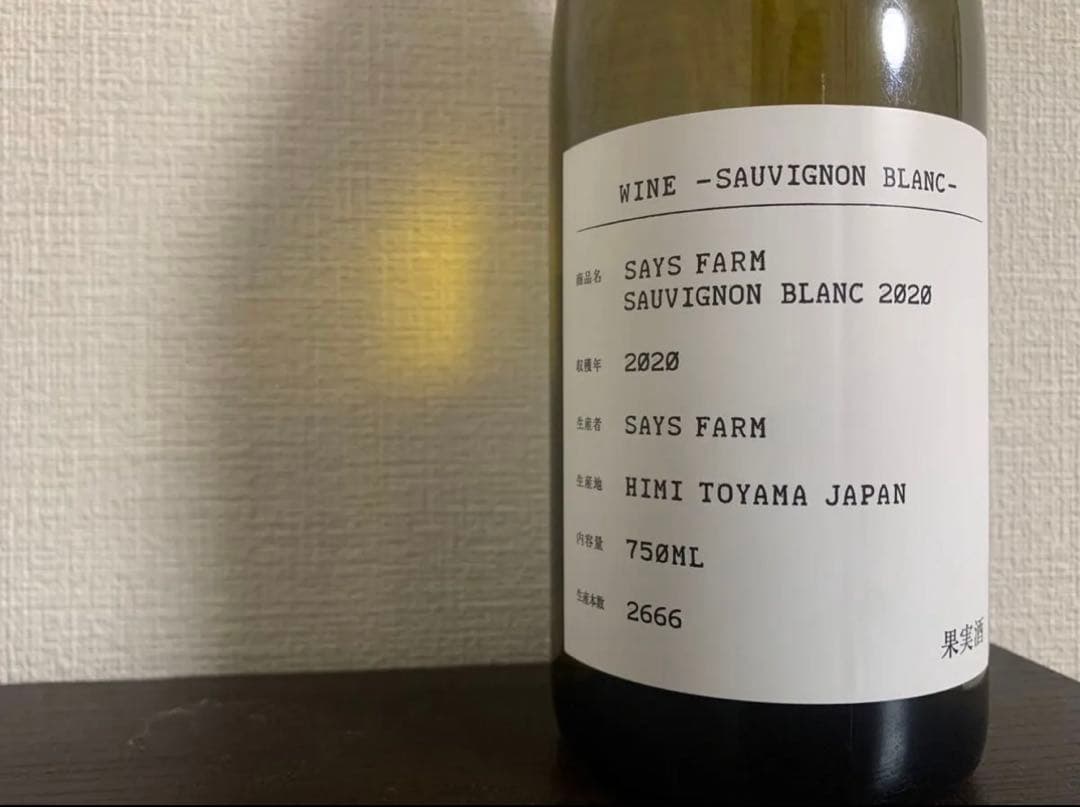 WINE -SAUVIGNON BLANC-
商品名 SAYS FARM
SAUVIGNON BLANC 2020
収穫年 2020
生産者 SAYS FARM
生産地 HIMI TOYAMA JAPAN
内容量 750ML
生産本数 2666
果実酒